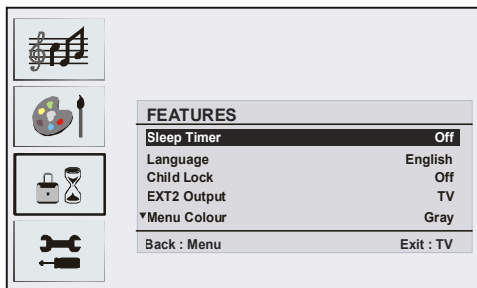 FEATURES
Sleep Timer Off
Language English
Child Lock Off
EXT2 Output TV
▼Menu Colour Gray
Back : Menu Exit : TV